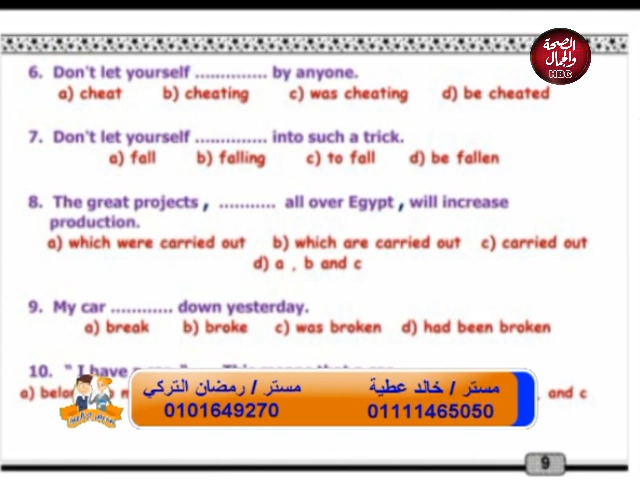 الصحة
والجمال
HBG
6. Don't let yourself .............. by anyone.
a) cheat b) cheating c) was cheating d) be cheated
7. Don't let yourself .............. into such a trick.
a) fall b) falling c) to fall d) be fallen
8. The great projects , ........... all over Egypt , will increase
production.
a) which were carried out b) which are carried out c) carried out
d) a , b and c
9. My car ............ down yesterday.
a) break b) broke c) was broken d) had been broken
10. " I have a
a) and c
مستر / رمضان التركي مستر / خالد عطية
0101649270 01111465050
9